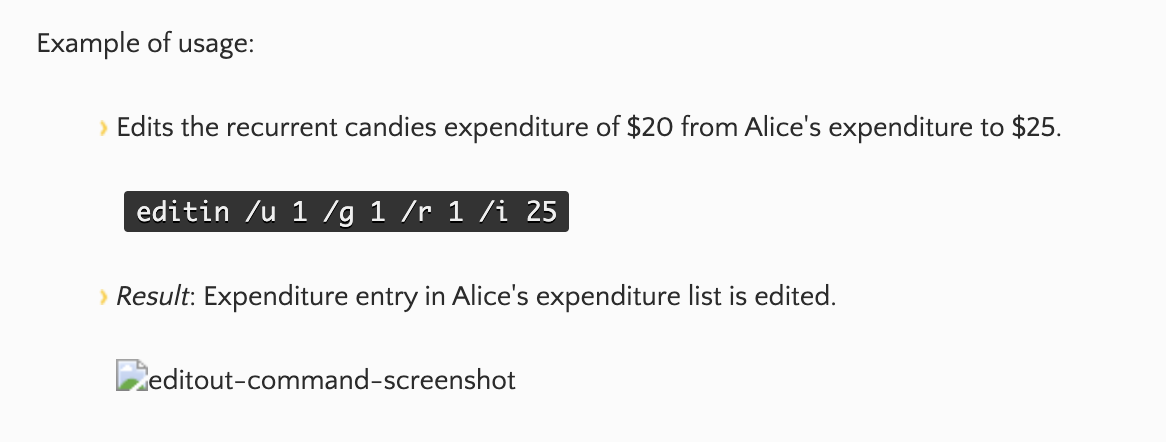 Example of usage:
Edits the recurrent candies expenditure of $20 from Alice's expenditure to $25.
editin /u 1 /g 1 /r 1 /i 25
Result: Expenditure entry in Alice's expenditure list is edited.
editout-command-screenshot